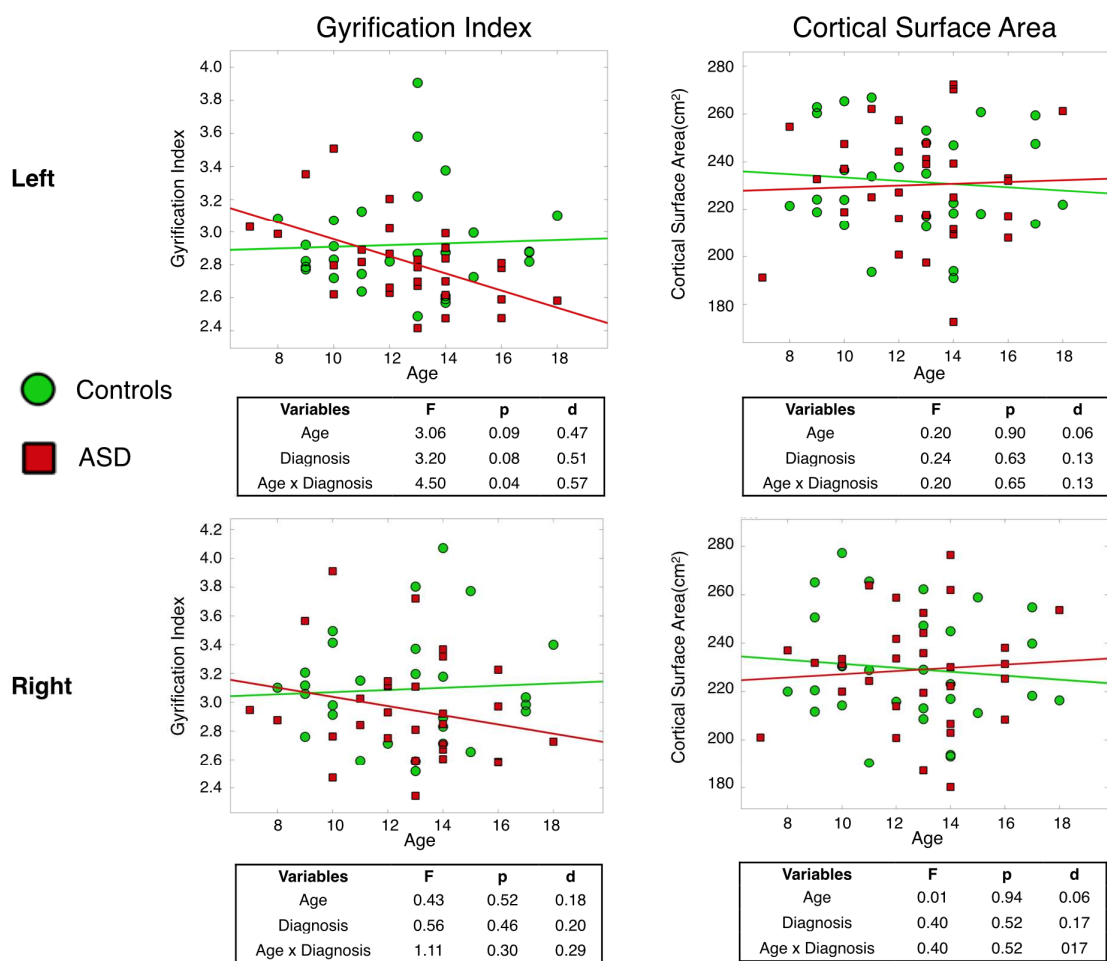 Gyrification Index
Cortical Surface Area
Left
Gyrification Index
4.0
3.8
3.6
3.4
3.2
3.0
2.8
2.6
2.4
8 10 12 14 16 18
Age
Cortical Surface Area(cm²)
280
260
240
220
200
180
8 10 12 14 16 18
Age
Controls
ASD
Variables F p d
Age 3.06 0.09 0.47
Diagnosis 3.20 0.08 0.51
Age x Diagnosis 4.50 0.04 0.57
Variables F p d
Age 0.20 0.90 0.06
Diagnosis 0.24 0.63 0.13
Age x Diagnosis 0.20 0.65 0.13
Right
Gyrification Index
4.2
4.0
3.8
3.6
3.4
3.2
3.0
2.8
2.6
2.4
8 10 12 14 16 18
Age
Cortical Surface Area(cm²)
280
260
240
220
200
180
8 10 12 14 16 18
Age
Variables F p d
Age 0.43 0.52 0.18
Diagnosis 0.56 0.46 0.20
Age x Diagnosis 1.11 0.30 0.29
Variables F p d
Age 0.01 0.94 0.06
Diagnosis 0.40 0.52 0.17
Age x Diagnosis 0.40 0.52 017